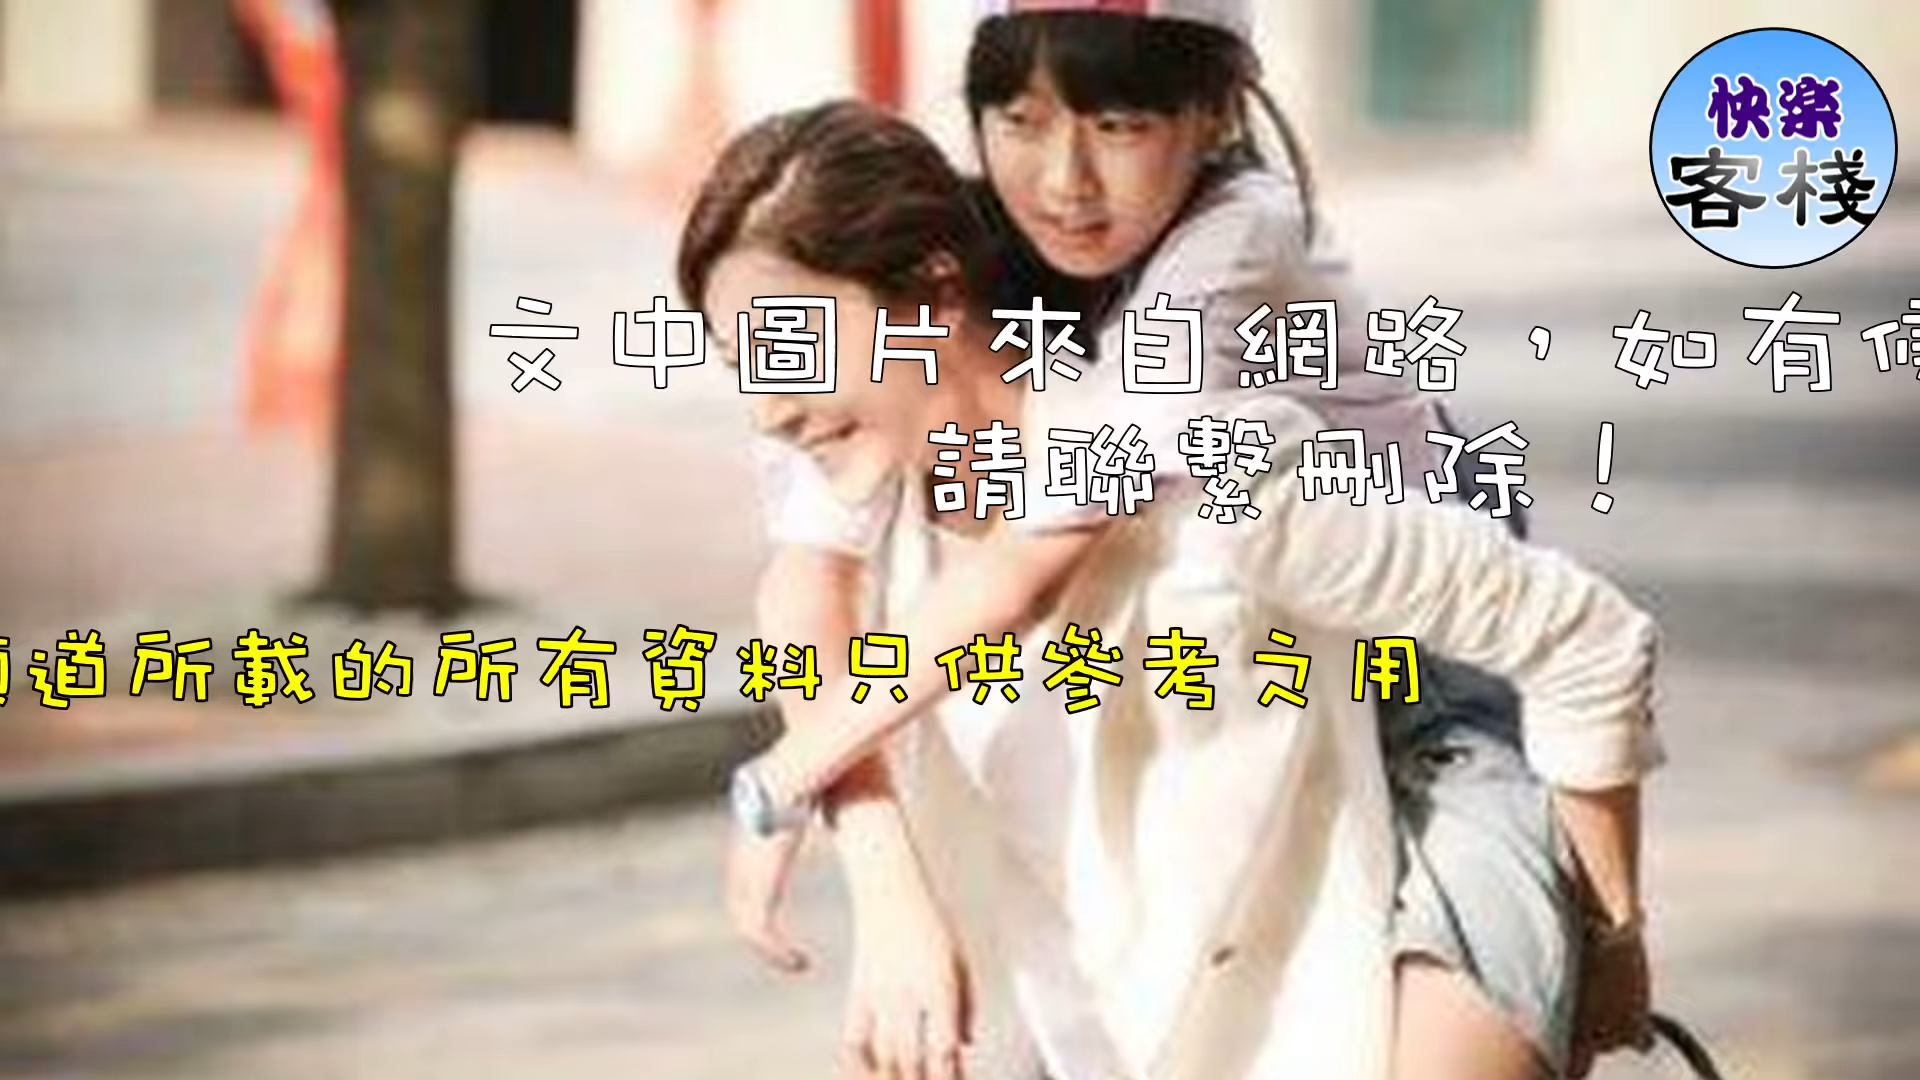 快樂
客棧
文中圖片來自網路，如有
請聯繫刪除！
道所載的所有資料只供參考之用